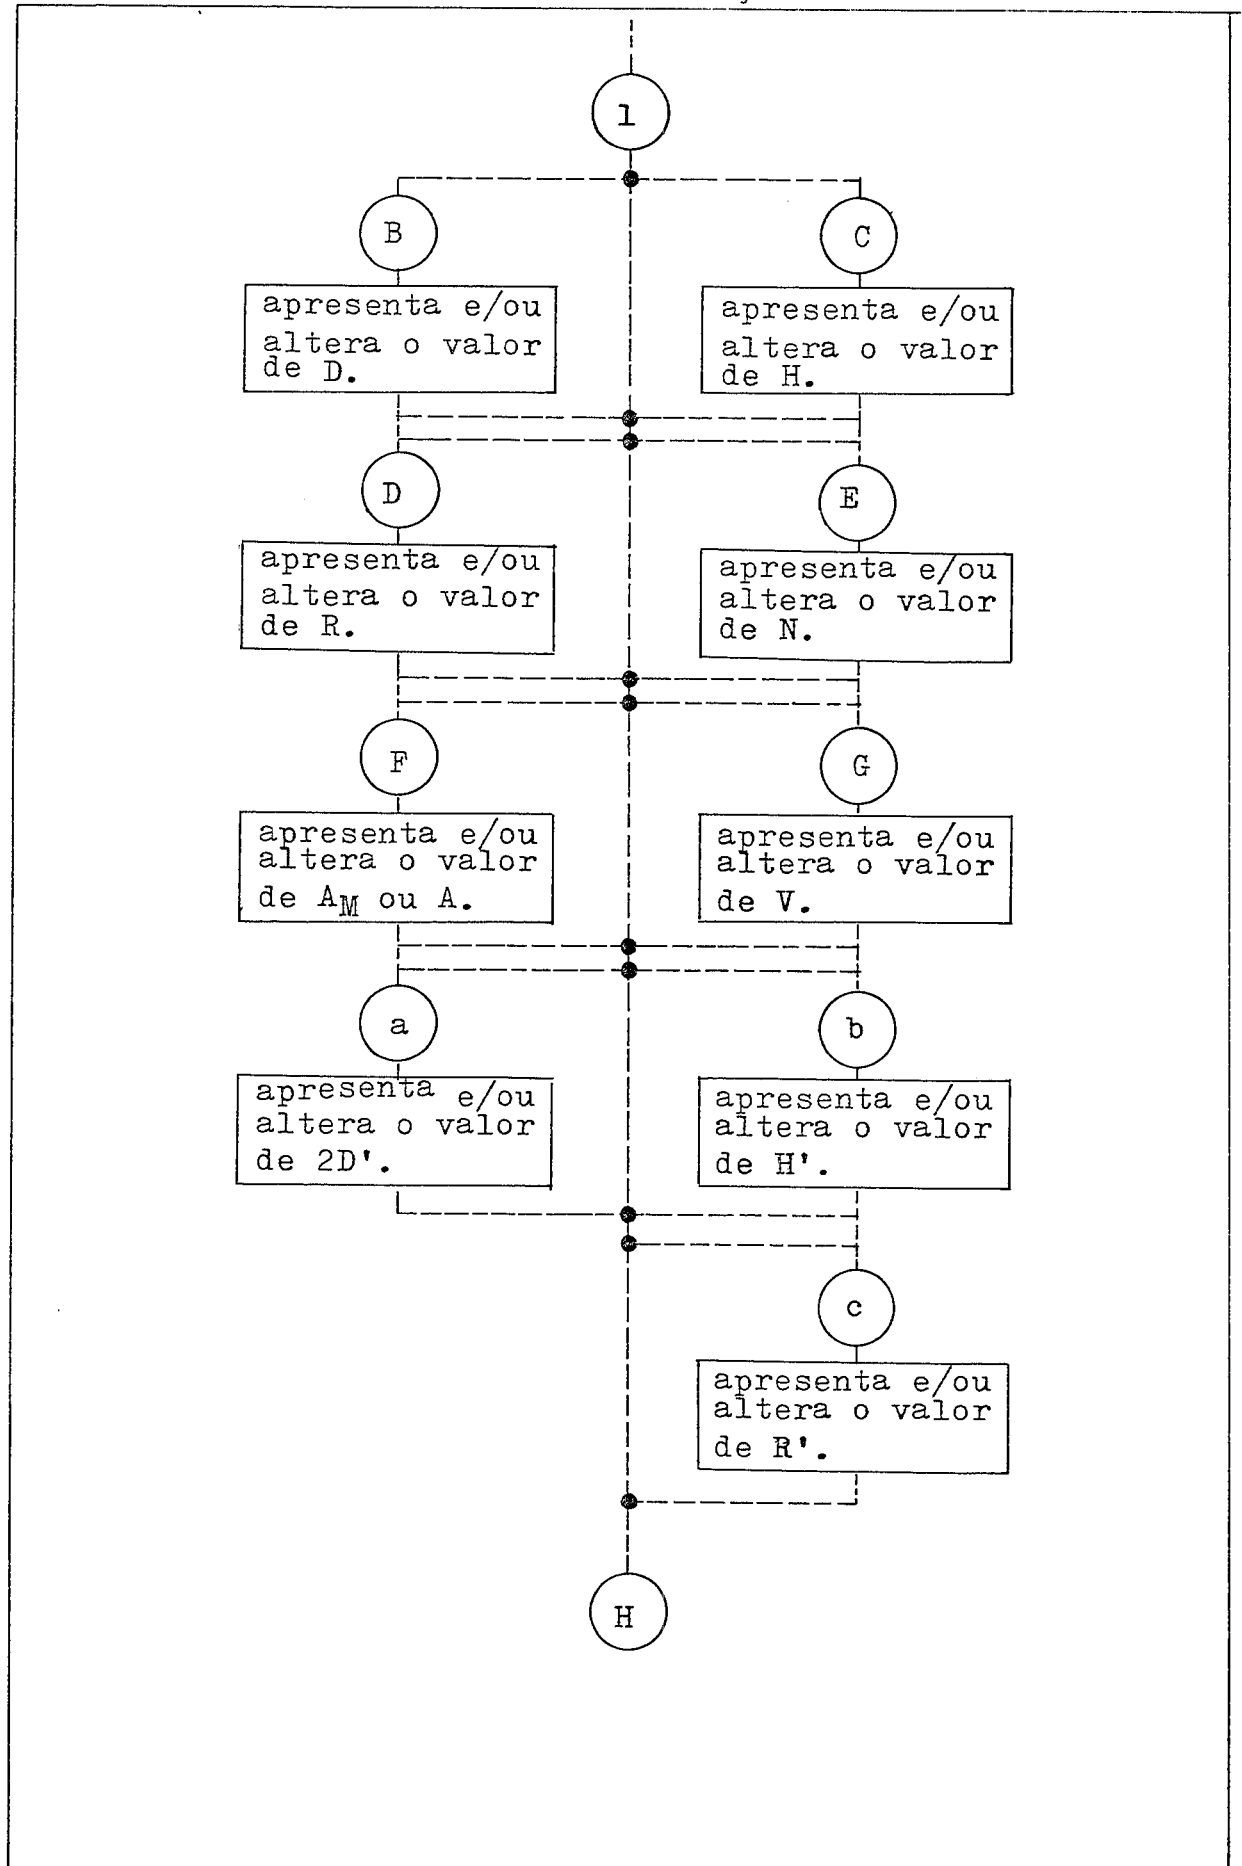 1
B
C
apresenta e/ou
altera o valor
de D.
apresenta e/ou
altera o valor
de H.
D
E
apresenta e/ou
altera o valor
de R.
apresenta e/ou
altera o valor
de N.
F
G
apresenta e/ou
altera o valor
de AM ou A.
apresenta e/ou
altera o valor
de V.
a
b
apresenta e/ou
altera o valor
de 2D'.
apresenta e/ou
altera o valor
de H'.
c
apresenta e/ou
altera o valor
de R'.
H